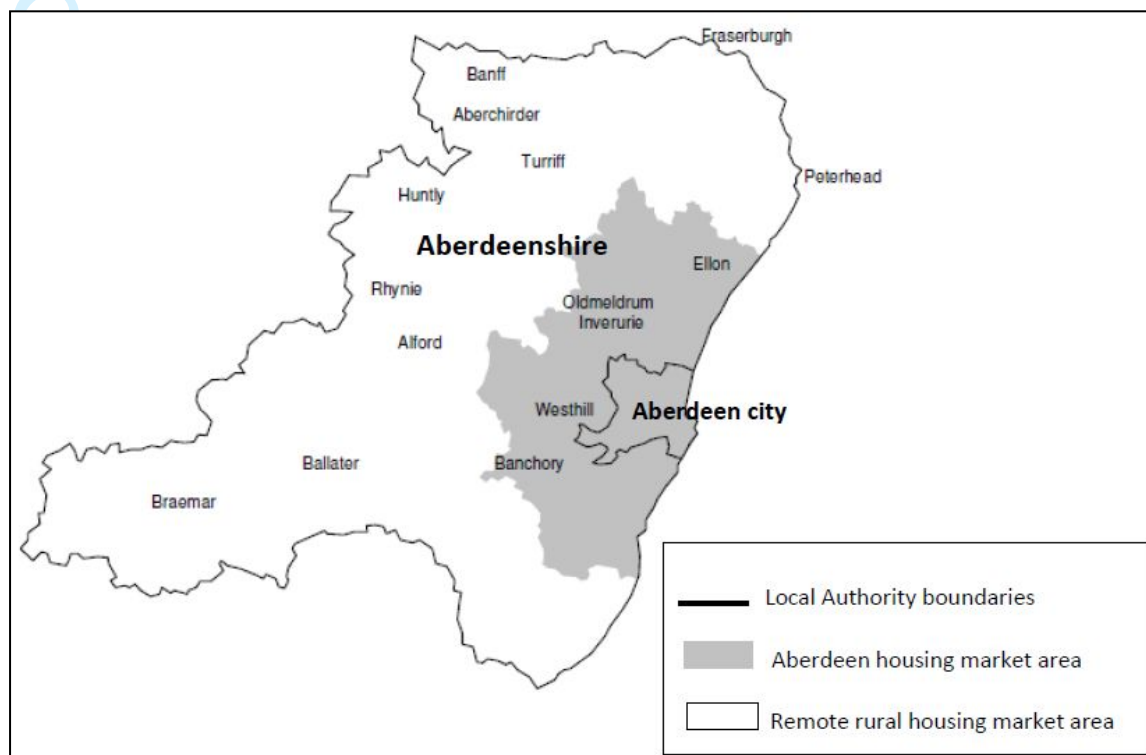 Fraserburgh
Banff
Aberchirder
Turriff
Peterhead
Huntly
Aberdeenshire
Ellon
Rhynie
Oldmeldrum
Inverurie
Alford
Westhill
Aberdeen city
Ballater
Banchory
Braemar
Local Authority boundaries
Aberdeen housing market area
Remote rural housing market area